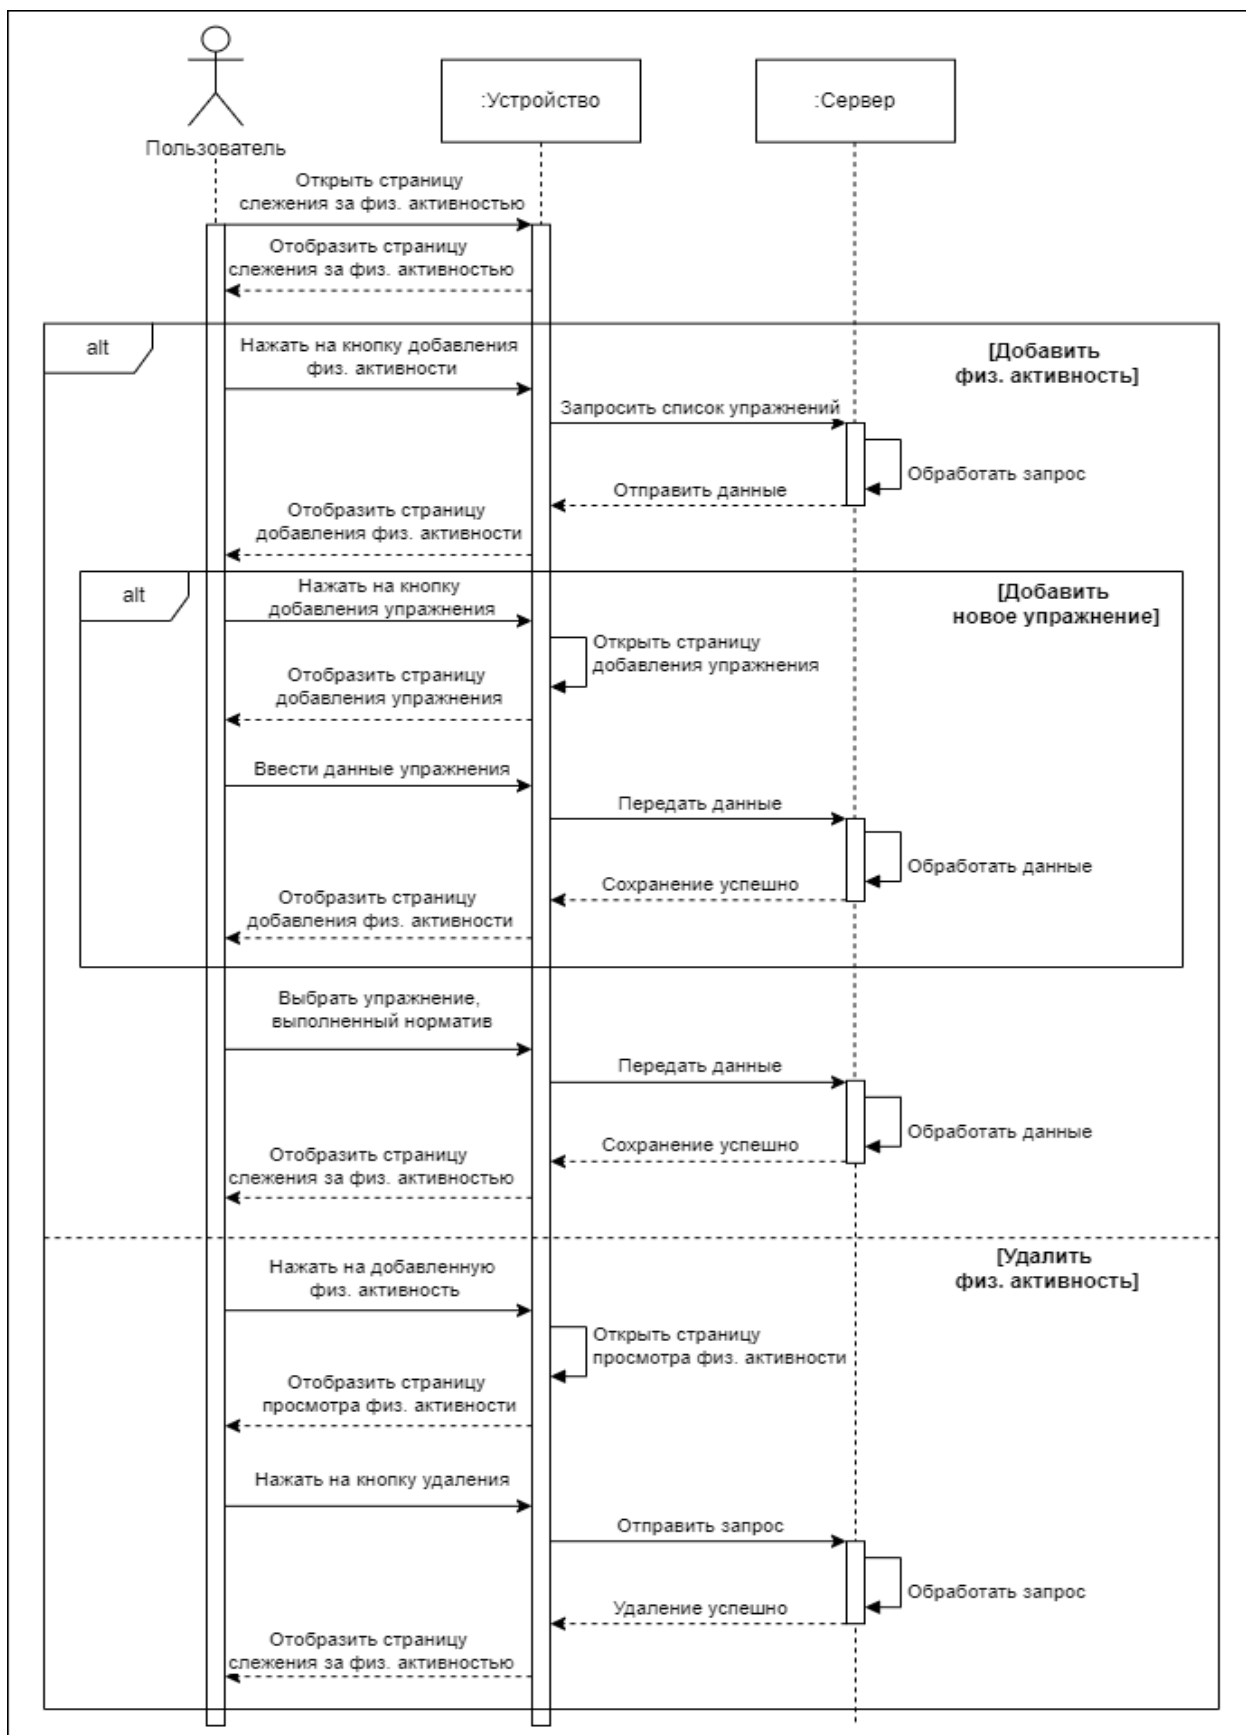 :Устройство
:Сервер
Пользователь
Открыть страницу
слежения за физ. активностью
Отобразить страницу
слежения за физ. активностью
alt
Нажать на кнопку добавления
физ. активности
[Добавить
физ. активность]
Запросить список упражнений
Обработать запрос
Отправить данные
Отобразить страницу
добавления физ. активности
alt
Нажать на кнопку
добавления упражнения
[Добавить
новое упражнение]
Открыть страницу
добавления упражнения
Отобразить страницу
добавления упражнения
Ввести данные упражнения
Передать данные
Обработать данные
Сохранение успешно
Отобразить страницу
добавления физ. активности
Выбрать упражнение,
выполненный норматив
Передать данные
Обработать данные
Сохранение успешно
Отобразить страницу
слежения за физ. активностью
[Удалить
физ. активность]
Нажать на добавленную
физ. активность
Открыть страницу
просмотра физ. активности
Отобразить страницу
просмотра физ. активности
Нажать на кнопку удаления
Отправить запрос
Обработать запрос
Удаление успешно
Отобразить страницу
слежения за физ. активностью